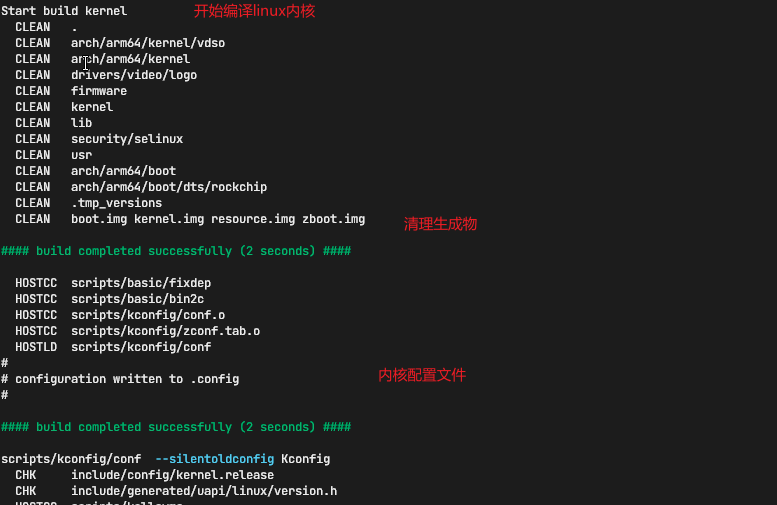 Start build kernel 开始编译linux内核
CLEAN .
CLEAN arch/arm64/kernel/vdso
CLEAN arch/arm64/kernel
CLEAN drivers/video/logo
CLEAN firmware
CLEAN kernel
CLEAN lib
CLEAN security/selinux
CLEAN usr
CLEAN arch/arm64/boot
CLEAN arch/arm64/boot/dts/rockchip
CLEAN .tmp_versions
CLEAN boot.img kernel.img resource.img zboot.img 清理生成物
#### build completed successfully (2 seconds) ####
HOSTCC scripts/basic/fixdep
HOSTCC scripts/basic/bin2c
HOSTCC scripts/kconfig/conf.o
HOSTCC scripts/kconfig/zconf.tab.o
HOSTLD scripts/kconfig/conf
#
# configuration written to .config 内核配置文件
#
#### build completed successfully (2 seconds) ####
scripts/kconfig/conf --silentoldconfig Kconfig
CHK include/config/kernel.release
CHK include/generated/uapi/linux/version.h